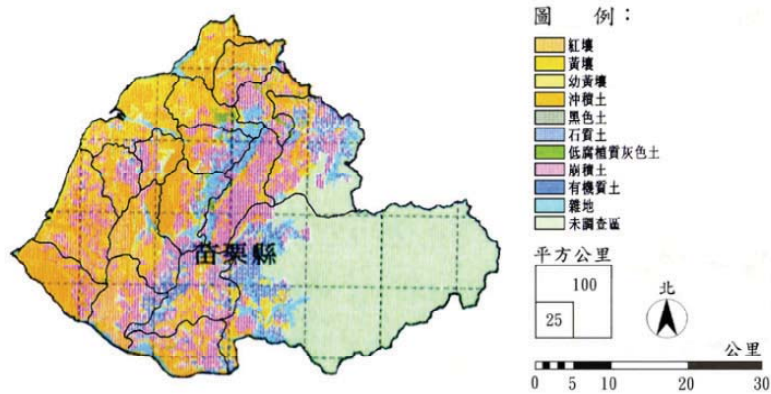 圖 例：
紅壤
黃壤
幼黃壤
沖積土
黑色土
石質土
低腐植質灰色土
崩積土
有機質土
雜地
未調查區
苗栗縣
平方公里
100
25
北
公里
0 5 10 20 30